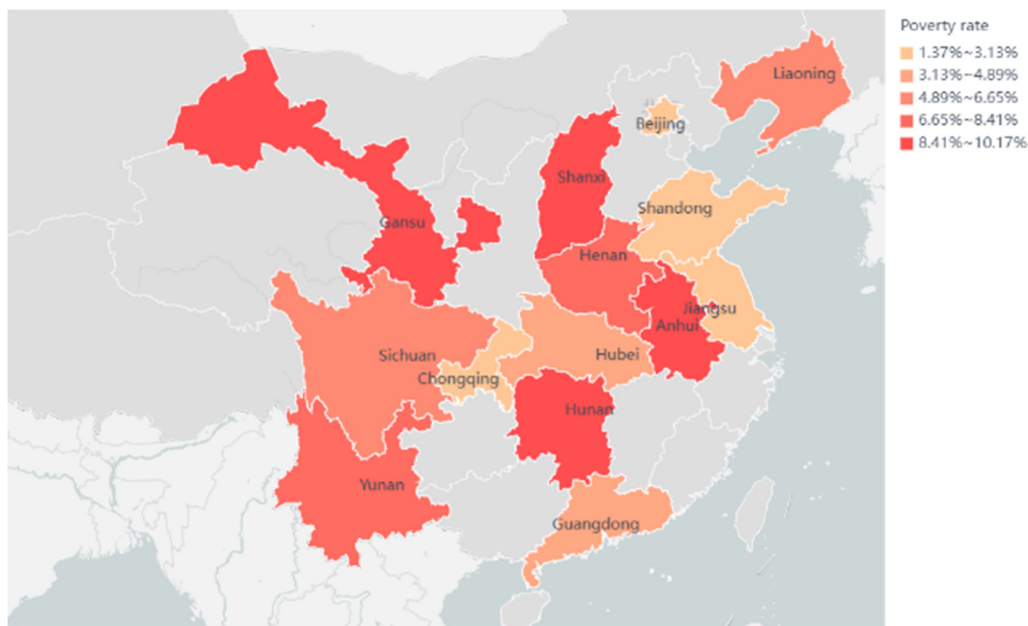 Poverty rate
1.37%~3.13%
3.13%~4.89%
4.89%~6.65%
6.65%~8.41%
8.41%~10.17%
Liaoning
Beijing
Shanxi
Shandong
Gansu
Henan
Jiangsu
Anhui
Sichuan
Hubei
Chongqing
Hunan
Yunan
Guangdong